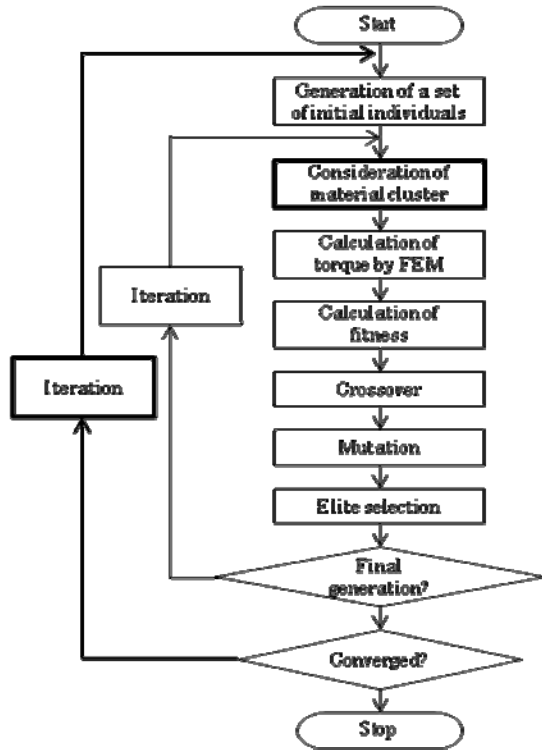 Start
Generation of a set
of initial individuals
Consideration of
material cluster
Calculation of
torque by FEM
Iteration
Calculation of
fitness
Iteration
Crossover
Mutation
Elite selection
Final
generation?
Converged?
Stop